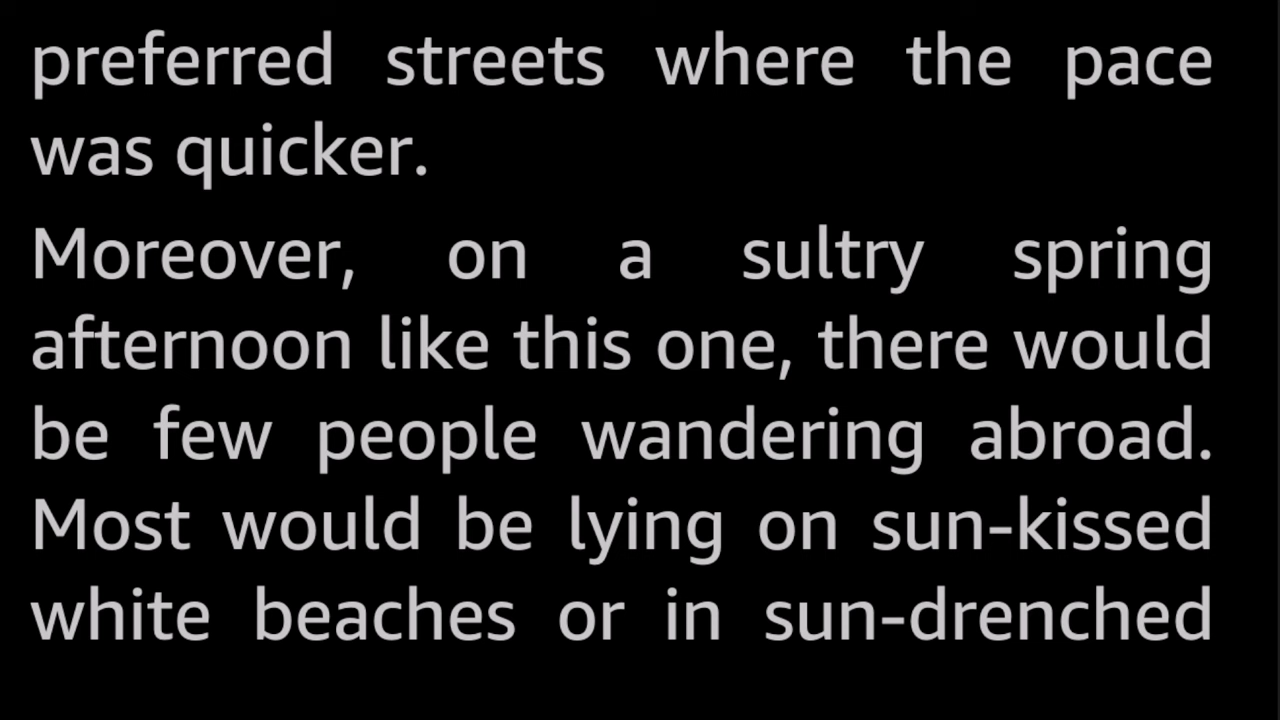 preferred streets where the pace
was quicker.
Moreover, on a sultry spring
afternoon like this one, there would
be few people wandering abroad.
Most would be lying on sun-kissed
white beaches or in sun-drenched